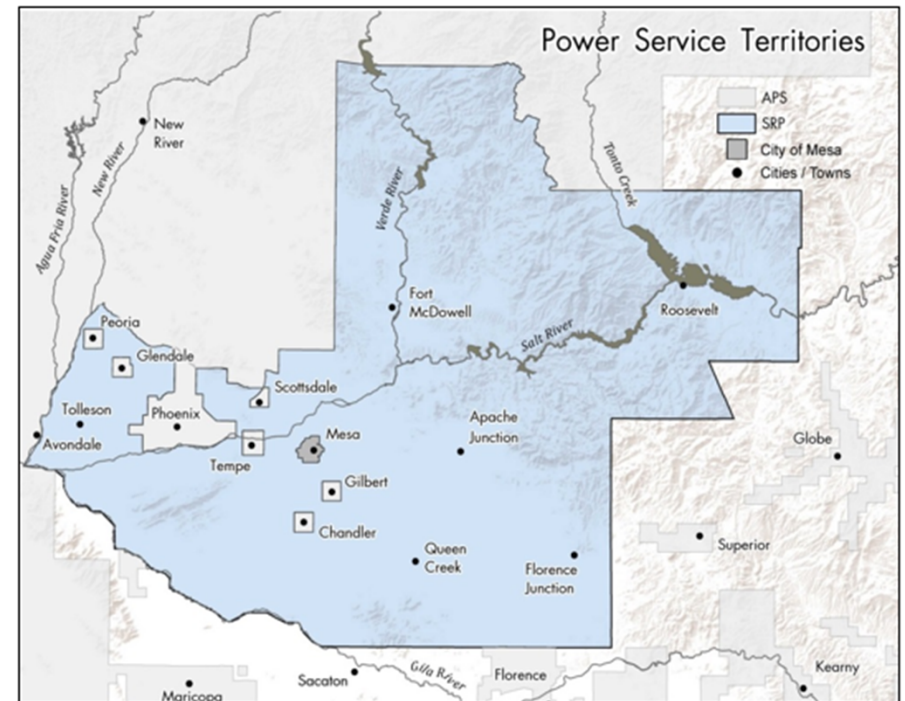 Power Service Territories
APS
SRP
City of Mesa
Cities / Towns
New
River
New River
Agua Fria River
Verde River
Tonto Creek
Fort
McDowell
Roosevelt
Salt River
Peoria
Glendale
Scottsdale
Tolleson
Phoenix
Avondale
Tempe
Mesa
Apache
Junction
Gilbert
Chandler
Queen
Creek
Florence
Junction
Globe
Superior
Gila River
Sacaton
Florence
Kearny
Maricopa